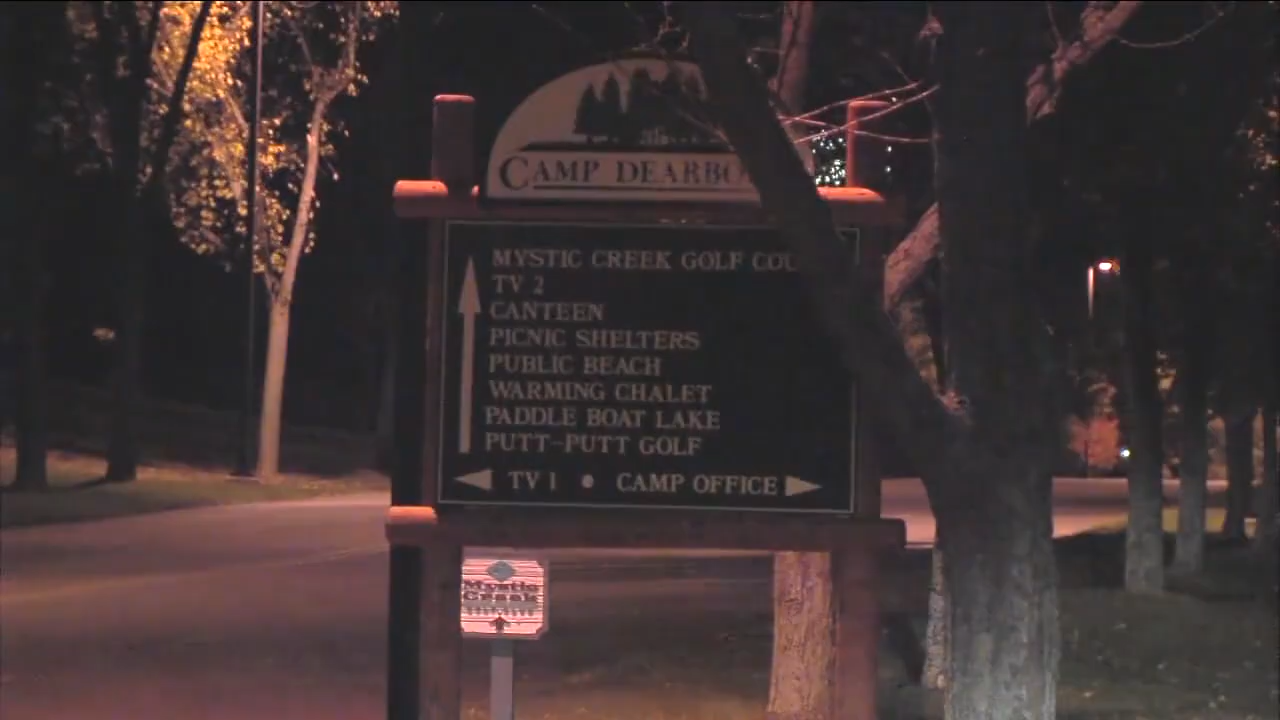 CAMP DEARBO
MYSTIC CREEK GOLF COU
TV 2
CANTEEN
PICNIC SHELTERS
PUBLIC BEACH
WARMING CHALET
PADDLE BOAT LAKE
PUTT-PUTT GOLF
TV 1 • CAMP OFFICE
Mystic
Creek